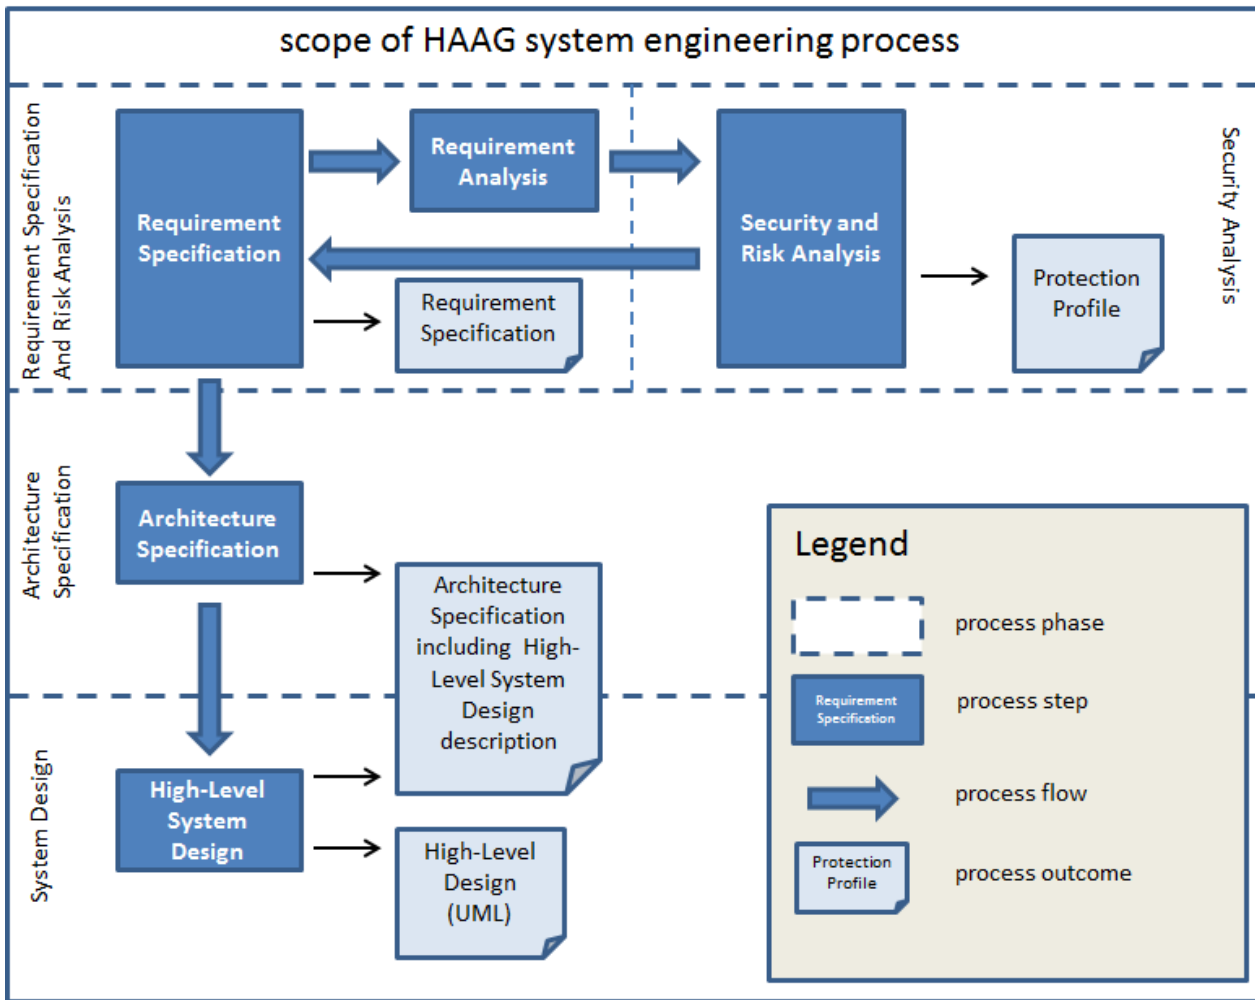 scope of HAAG system engineering process
Requirement Specification
And Risk Analysis
Requirement
Specification
Requirement
Analysis
Security and
Risk Analysis
Requirement
Specification
Protection
Profile
Security Analysis
Architecture
Specification
Architecture
Specification
Architecture
Specification
including High-
Level System
Design
description
System Design
High-Level
System
Design
High-Level
Design
(UML)
Legend
process phase
Requirement
Specification
process step
process flow
Protection
Profile
process outcome